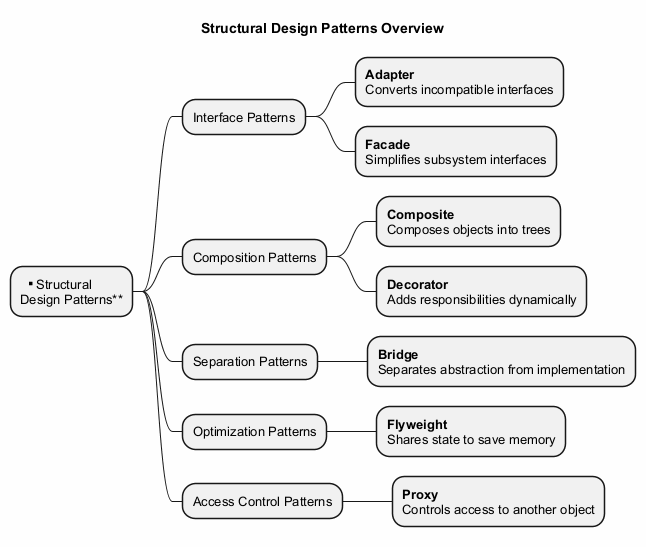 Structural Design Patterns Overview
▪ Structural
Design Patterns**
Interface Patterns
Adapter
Converts incompatible interfaces
Facade
Simplifies subsystem interfaces
Composition Patterns
Composite
Composes objects into trees
Decorator
Adds responsibilities dynamically
Separation Patterns
Bridge
Separates abstraction from implementation
Optimization Patterns
Flyweight
Shares state to save memory
Access Control Patterns
Proxy
Controls access to another object